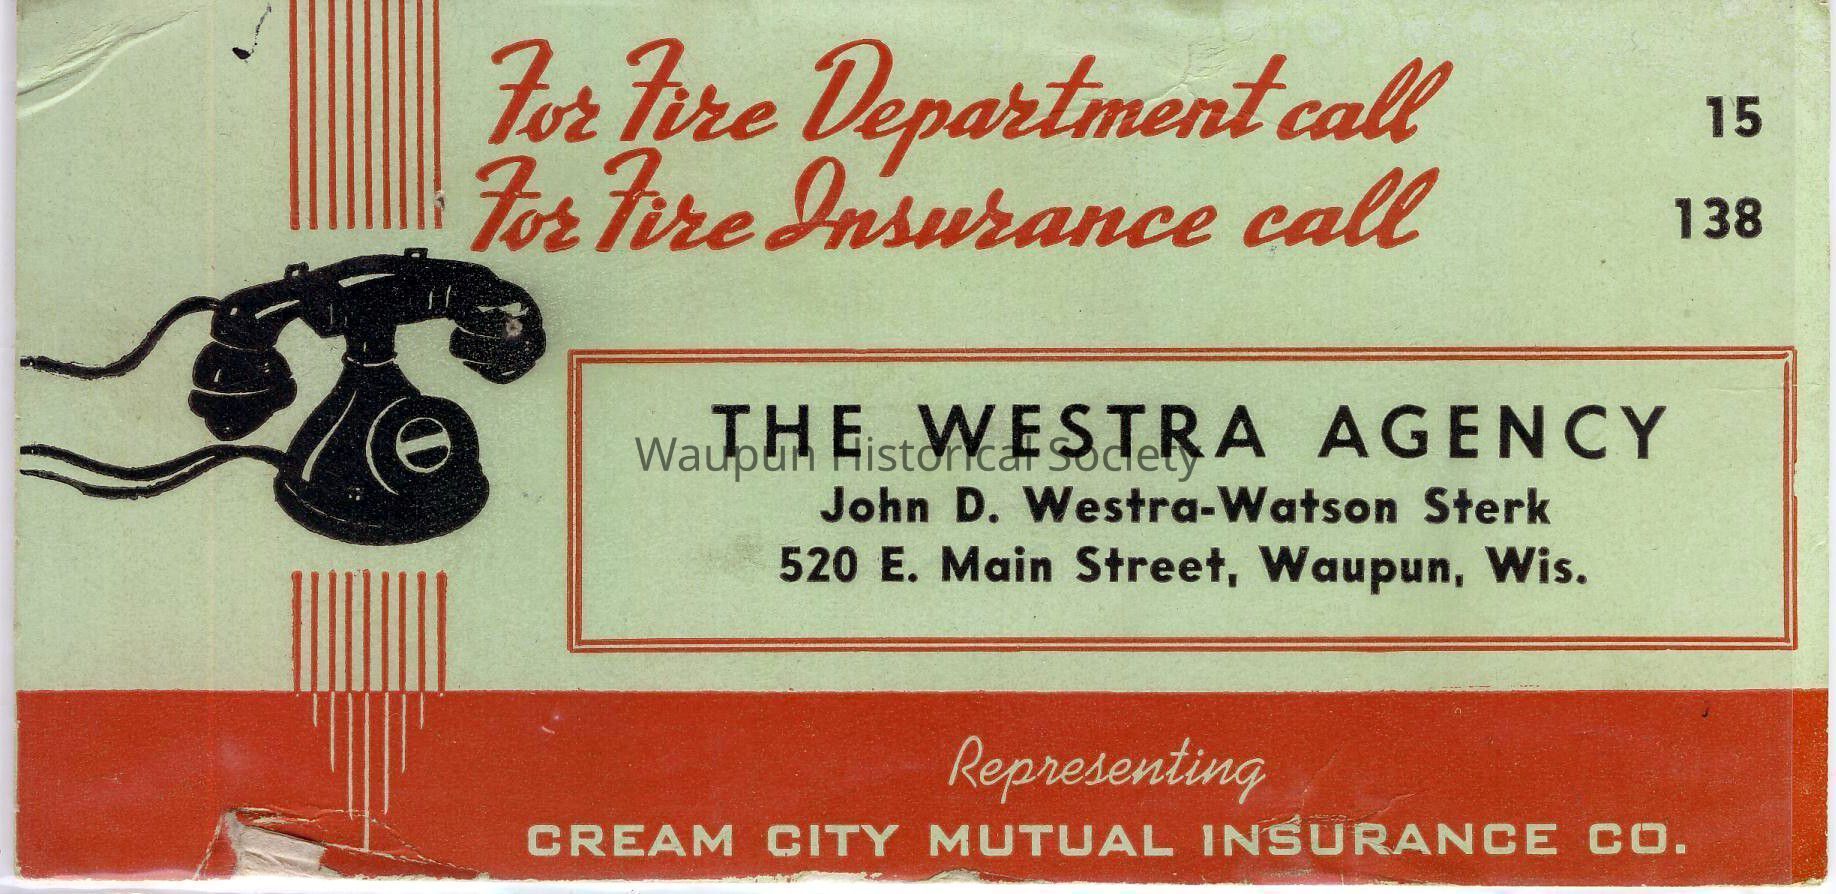 For Fire Department call 15
For Fire Insurance call 138
THE WESTRA AGENCY
Waupun Historical Society
John D. Westra-Watson Sterk
520 E. Main Street, Waupun, Wis.
Representing
CREAM CITY MUTUAL INSURANCE CO.